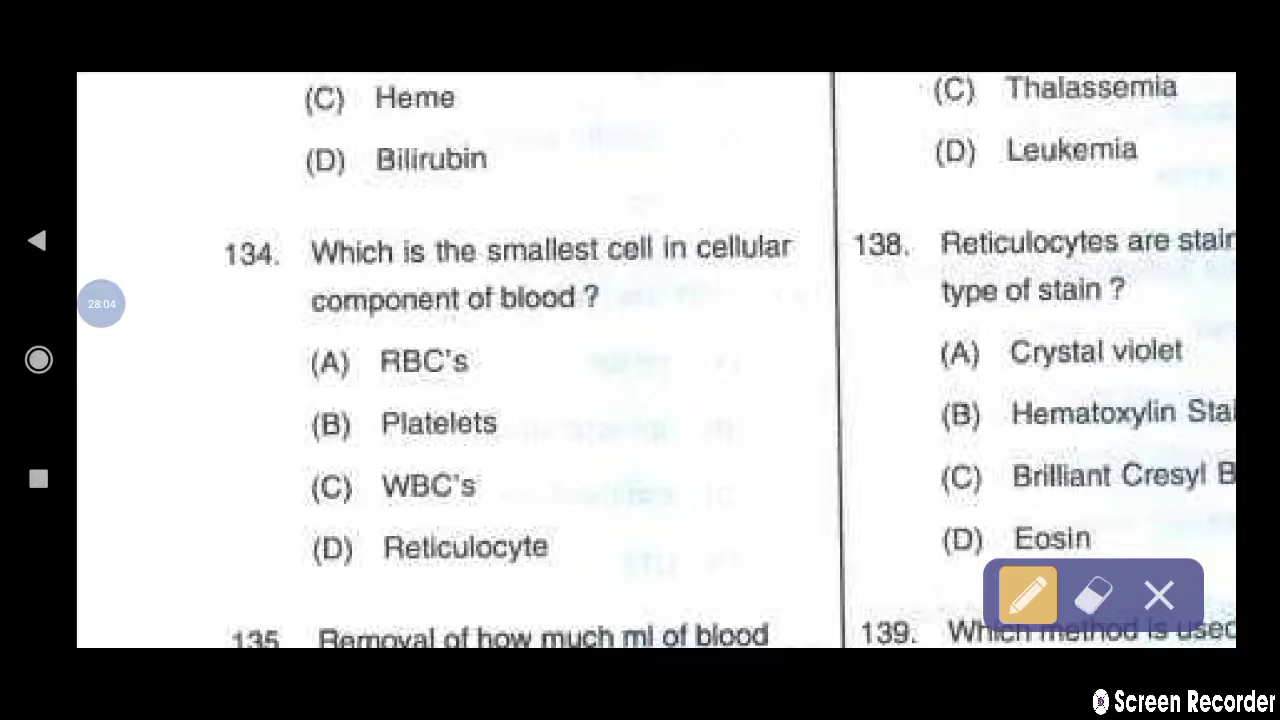 (C) Heme
(D) Bilirubin
134. Which is the smallest cell in cellular
component of blood ?
(A) RBC's
(B) Platelets
(C) WBC's
(D) Reticulocyte
135 Removal of how much ml of blood
(C) Thalassemia
(D) Leukemia
138. Reticulocytes are stain
type of stain ?
(A) Crystal violet
(B) Hematoxylin Stai
(C) Brilliant Cresyl B
(D) Eosin
139. Which method is used
28:04
Screen Recorder